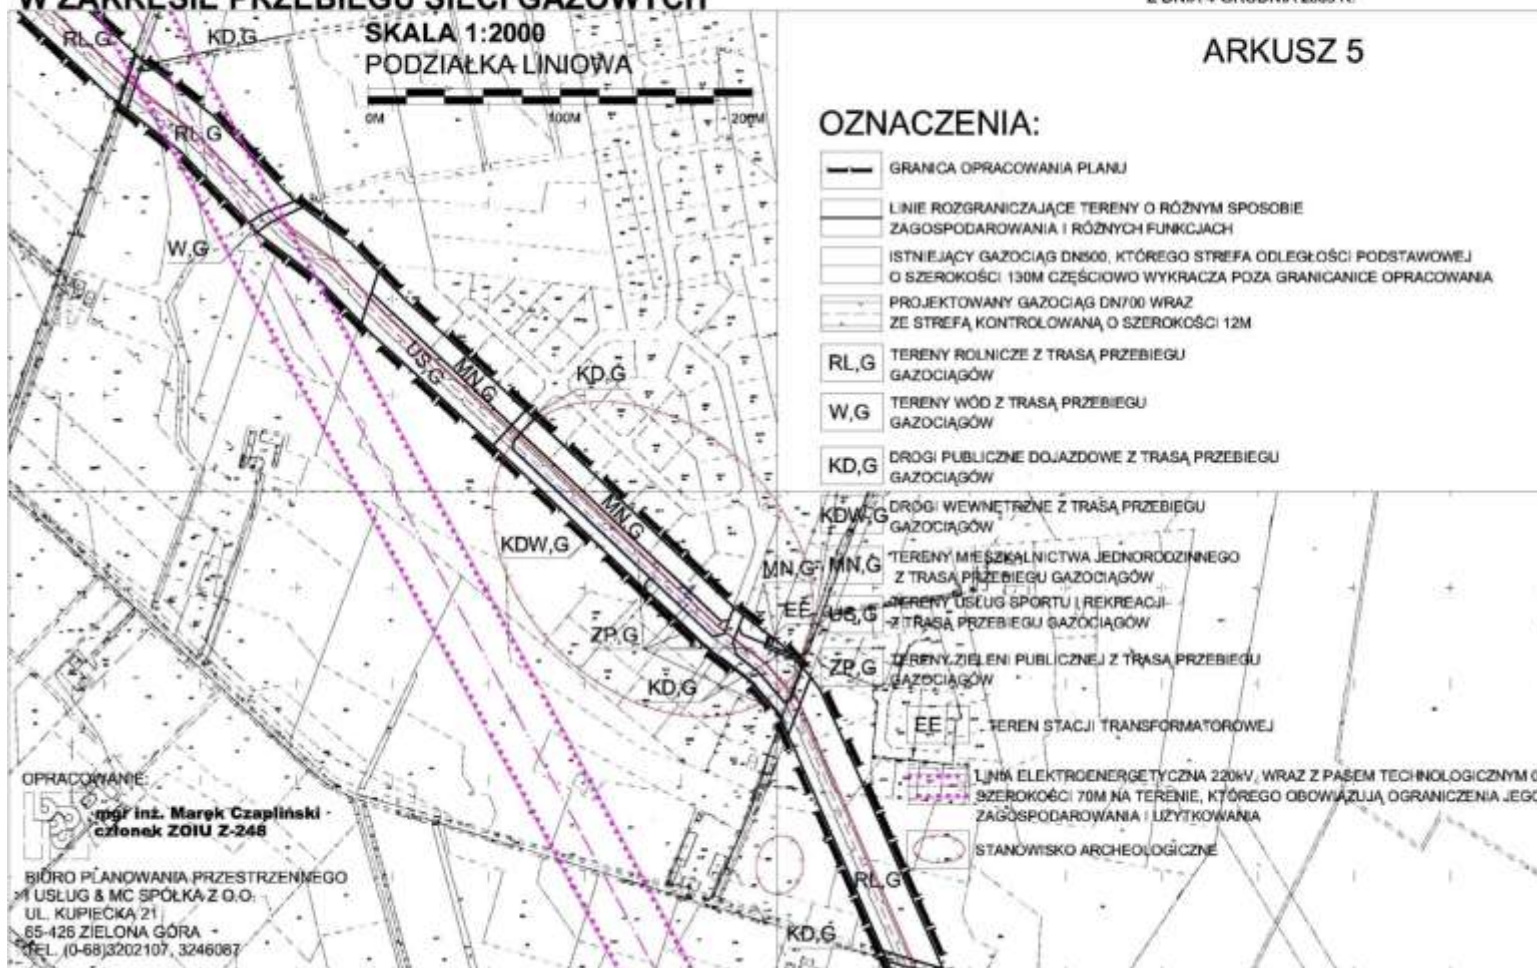 W ZAKRESIE PRZEBIEGU SIECI GAZOWYCH
Z DNIA 4 GRUDNIA
SKALA 1:2000
PODZIAŁKA LINIOWA
0M 100M 200M
ARKUSZ 5
OZNACZENIA:
GRANICA OPRACOWANIA PLANU
LINIE ROZGRANICZAJĄCE TERENY O RÓŻNYM SPOSOBIE
ZAGOSPODAROWANIA I RÓŻNYCH FUNKCJACH
ISTNIEJĄCY GAZOCIĄG DN500, KTÓREGO STREFA ODLEGŁOŚCI PODSTAWOWEJ
O SZEROKOŚCI 130M CZĘŚCIOWO WYKRACZA POZA GRANICANICE OPRACOWANIA
PROJEKTOWANY GAZOCIĄG DN700 WRAZ
ZE STREFĄ KONTROLOWANĄ O SZEROKOŚCI 12M
RL,G TERENY ROLNICZE Z TRASĄ PRZEBIEGU
GAZOCIĄGÓW
W,G TERENY WÓD Z TRASĄ PRZEBIEGU
GAZOCIĄGÓW
KD,G DROGI PUBLICZNE DOJAZDOWE Z TRASĄ PRZEBIEGU
GAZOCIĄGÓW
KDW,G DROGI WEWNĘTRZNE Z TRASĄ PRZEBIEGU
GAZOCIĄGÓW
MN,G TERENY MIESZKALNICTWA JEDNORODZINNEGO
Z TRASĄ PRZEBIEGU GAZOCIĄGÓW
US,G TERENY USŁUG SPORTU I REKREACJI
Z TRASĄ PRZEBIEGU GAZOCIĄGÓW
ZP,G TERENY ZIELENI PUBLICZNEJ Z TRASĄ PRZEBIEGU
GAZOCIĄGÓW
EE TEREN STACJI TRANSFORMATOROWEJ
LINIA ELEKTROENERGETYCZNA 220kV, WRAZ Z PASEM TECHNOLOGICZNYM O
SZEROKOŚCI 70M NA TERENIE, KTÓREGO OBOWIĄZUJĄ OGRANICZENIA JEGO
ZAGOSPODAROWANIA I UŻYTKOWANIA
STANOWISKO ARCHEOLOGICZNE
RL,G
KD,G
RL,G
W,G
US,G
MN,G
KD,G
MN,G
KDW,G
MN,G
EE
ZP,G
KD,G
RL,G
KD,G
OPRACOWANIE:
mgr inż. Marek Czapliński
członek ZOIU Z-248
BIURO PLANOWANIA PRZESTRZENNEGO
I USŁUG & MC SPÓŁKA Z O.O.
UL. KUPIECKA 21
65-426 ZIELONA GÓRA
TEL. (0-68)3202107, 3246087